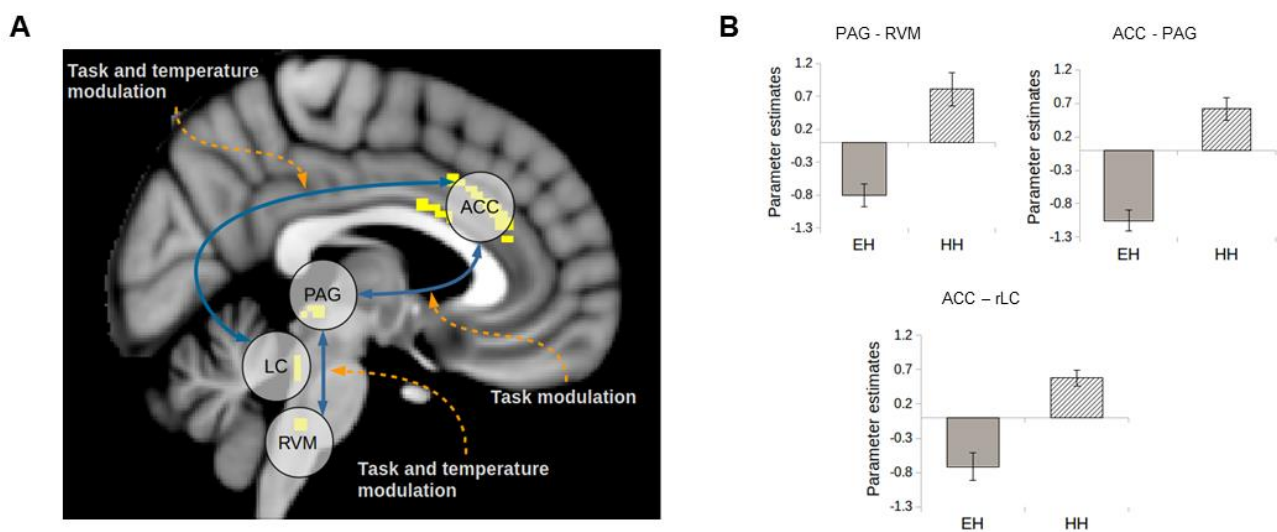 A
Task and temperature
modulation
ACC
PAG
LC
RVM
Task modulation
Task and temperature
modulation
B
PAG - RVM
Parameter estimates
1.2
0.7
0.2
-0.3
-0.8
-1.3
EH
HH
ACC - PAG
Parameter estimates
1.2
0.7
0.2
-0.3
-0.8
-1.3
EH
HH
ACC – rLC
Parameter estimates
1.2
0.7
0.2
-0.3
-0.8
-1.3
EH
HH